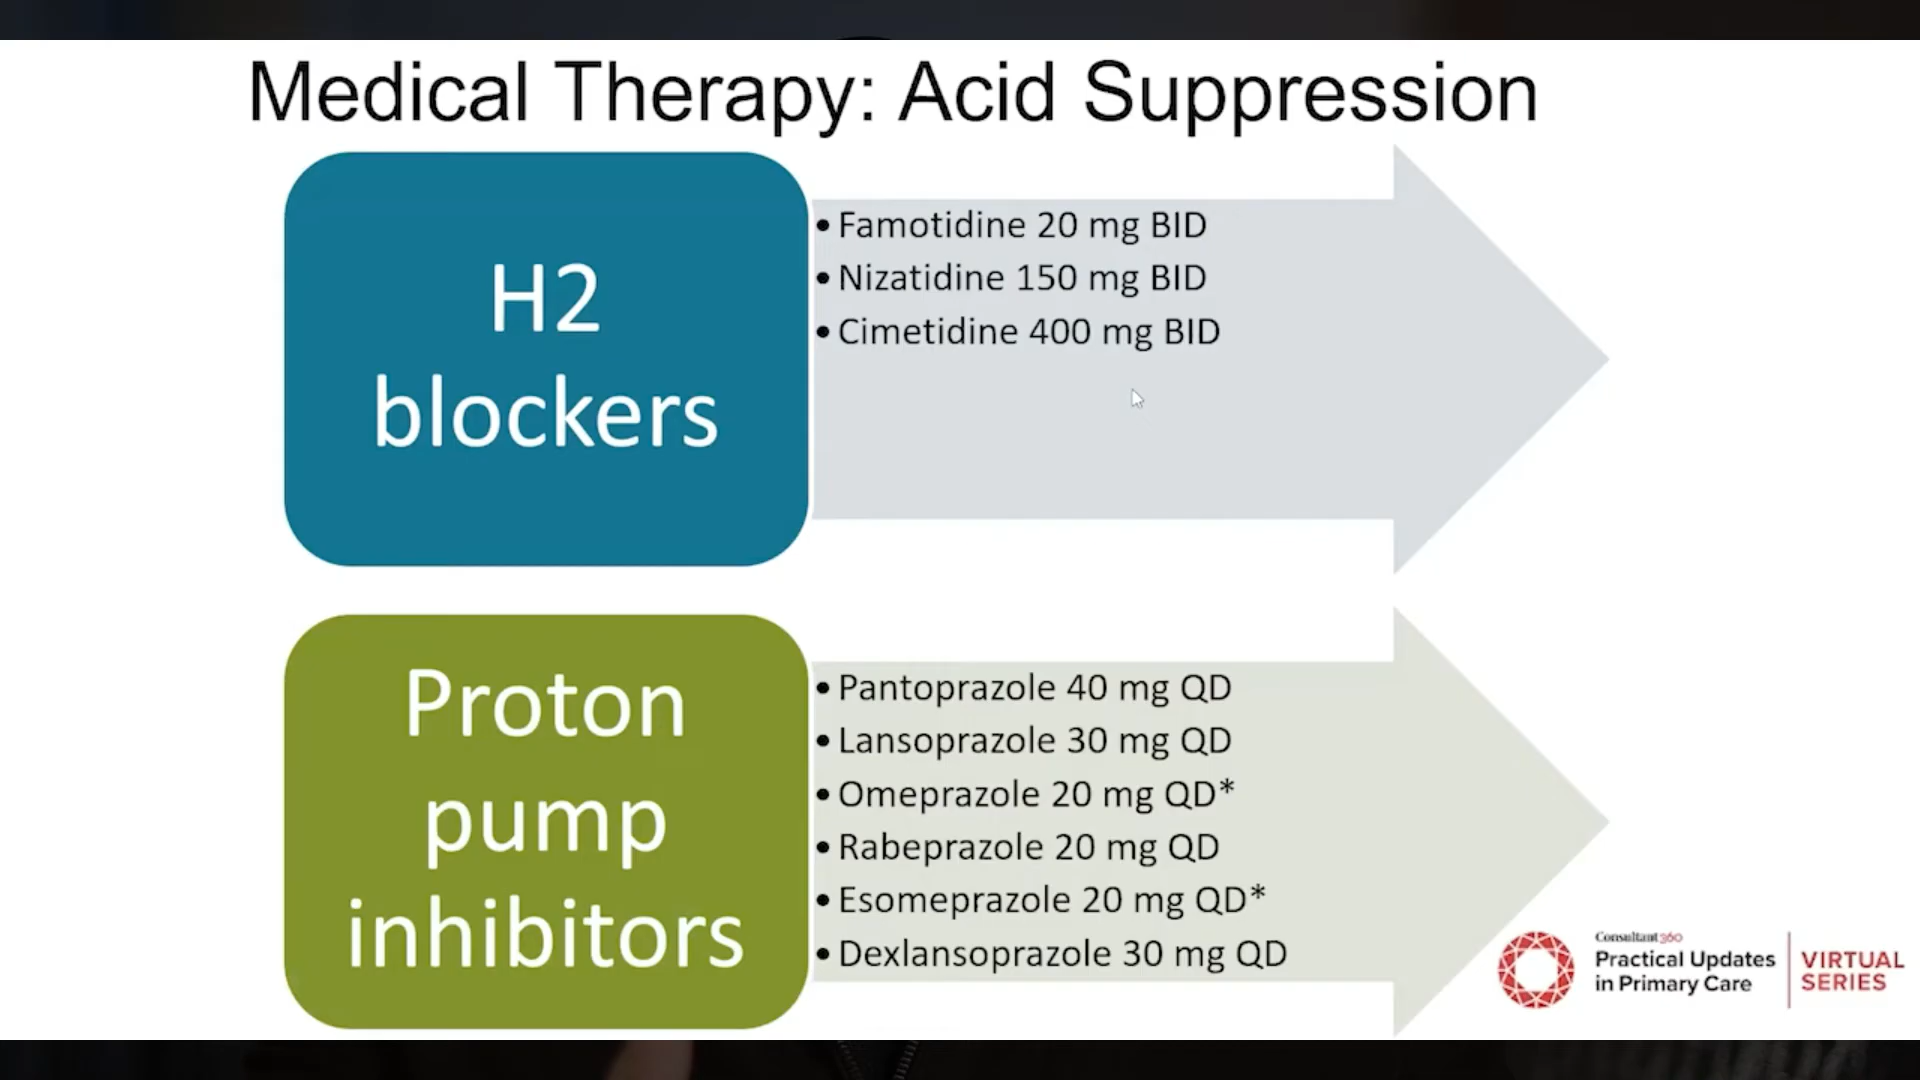 Medical Therapy: Acid Suppression
H2
blockers
• Famotidine 20 mg BID
• Nizatidine 150 mg BID
• Cimetidine 400 mg BID
Proton
pump
inhibitors
• Pantoprazole 40 mg QD
• Lansoprazole 30 mg QD
• Omeprazole 20 mg QD*
• Rabeprazole 20 mg QD
• Esomeprazole 20 mg QD*
• Dexlansoprazole 30 mg QD
Consultant360
Practical Updates
in Primary Care
VIRTUAL
SERIES